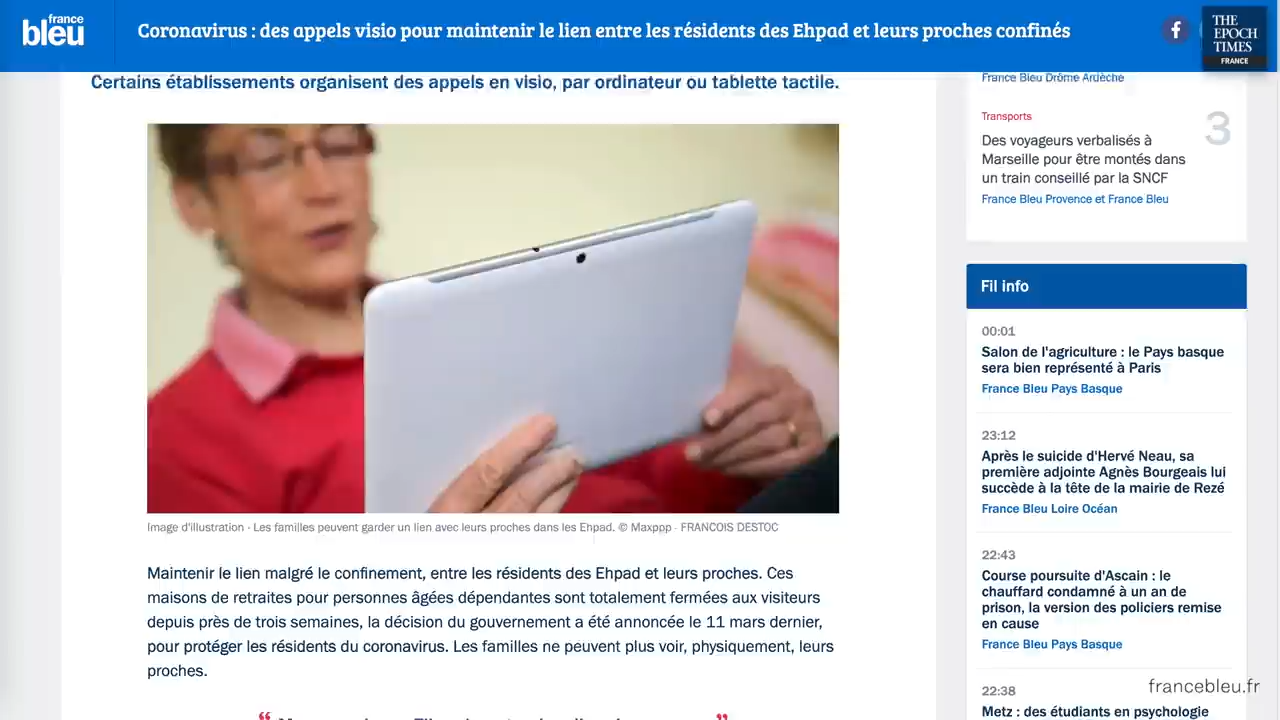 france
bleu
Coronavirus : des appels visio pour maintenir le lien entre les résidents des Ehpad et leurs proches confinés
f
THE
EPOCH
TIMES
FRANCE
Certains établissements organisent des appels en visio, par ordinateur ou tablette tactile.
Image d'illustration - Les familles peuvent garder un lien avec leurs proches dans les Ehpad. © Maxppp - FRANCOIS DESTOC
Maintenir le lien malgré le confinement, entre les résidents des Ehpad et leurs proches. Ces
maisons de retraites pour personnes âgées dépendantes sont totalement fermées aux visiteurs
depuis près de trois semaines, la décision du gouvernement a été annoncée le 11 mars dernier,
pour protéger les résidents du coronavirus. Les familles ne peuvent plus voir, physiquement, leurs
proches.
France Bleu Drôme Ardèche
Transports
3
Des voyageurs verbalisés à
Marseille pour être montés dans
un train conseillé par la SNCF
France Bleu Provence et France Bleu
Fil info
00:01
Salon de l'agriculture : le Pays basque
sera bien représenté à Paris
France Bleu Pays Basque
23:12
Après le suicide d'Hervé Neau, sa
première adjointe Agnès Bourgeais lui
succède à la tête de la mairie de Rezé
France Bleu Loire Océan
22:43
Course poursuite d'Ascain : le
chauffard condamné à un an de
prison, la version des policiers remise
en cause
France Bleu Pays Basque
22:38
Metz : des étudiants en psychologie
francebleu.fr